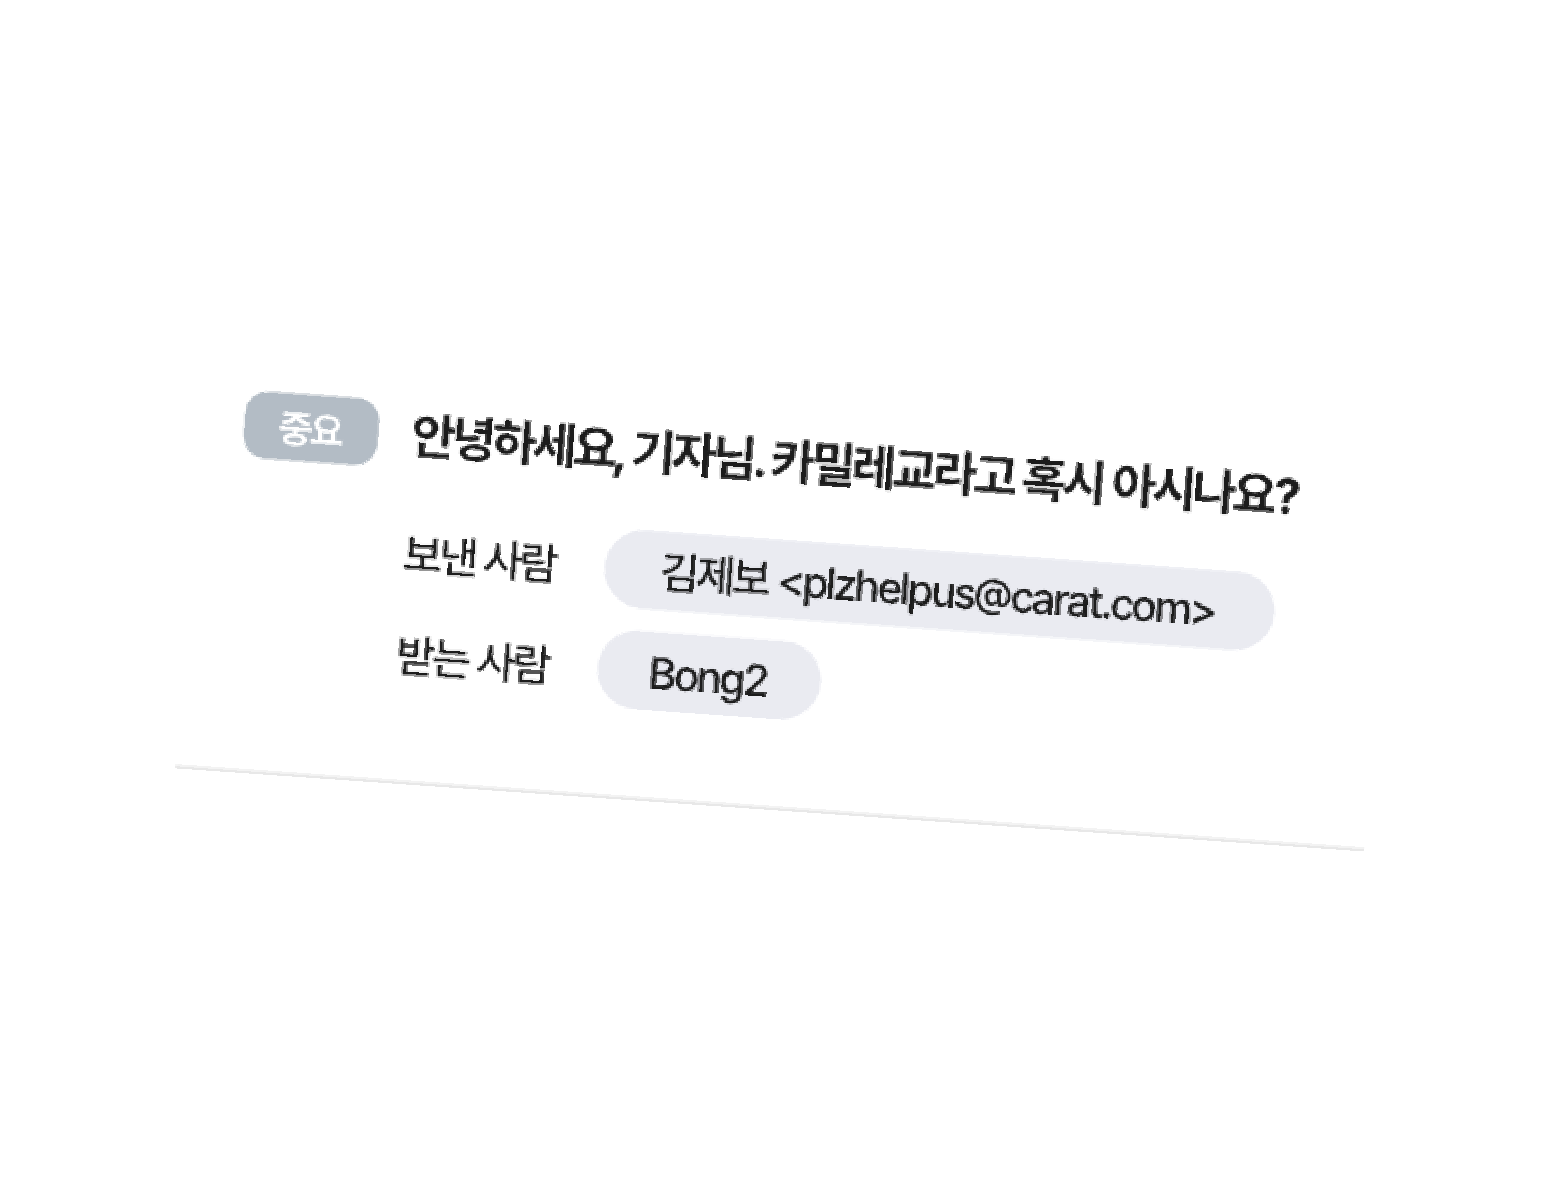 중요 안녕하세요, 기자님. 카밀레교라고 혹시 아시나요?
보낸 사람 김제보 <plzhelpus@carat.com>
받는 사람 Bong2